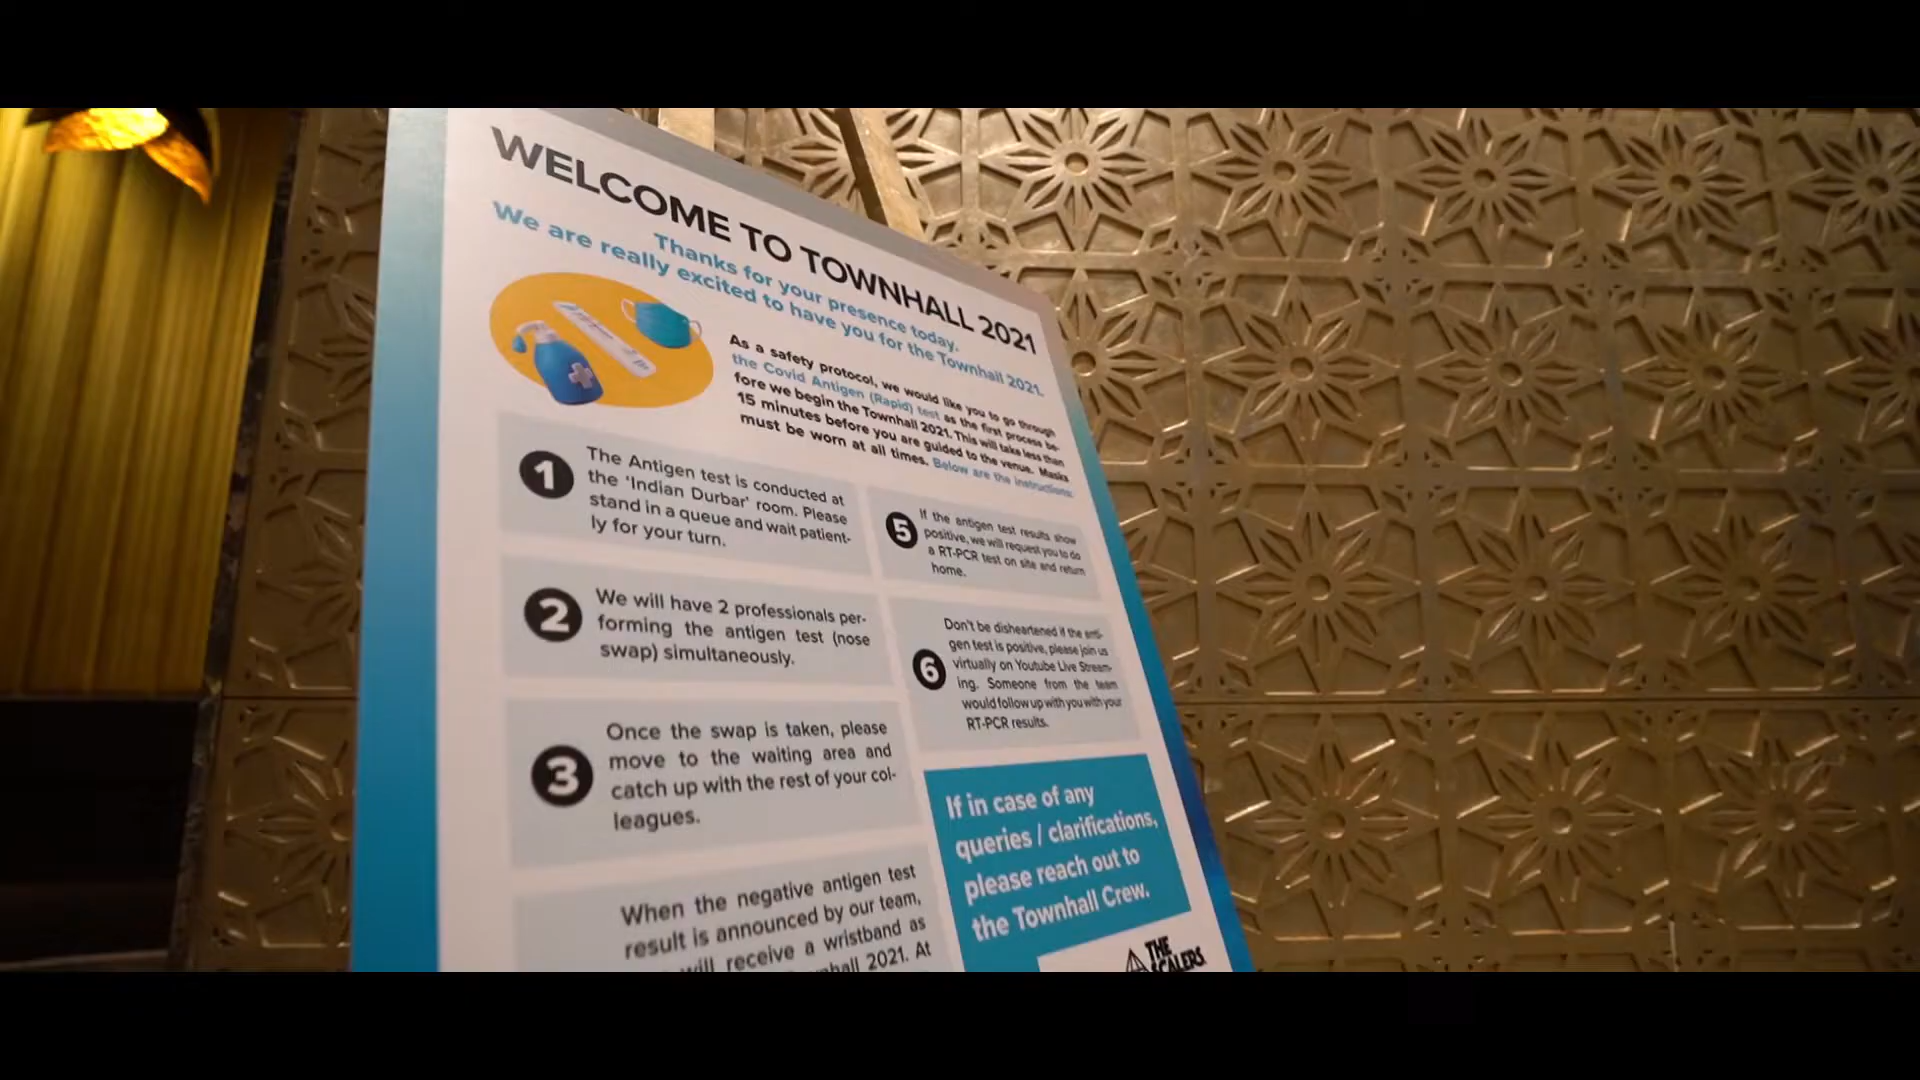 WELCOME TO TOWNHALL 2021
Thanks for your presence today.
We are really excited to have you for the Townhall 2021.
As a safety protocol, we would like you to go through
the Covid Antigen (Rapid) test as the first process be-
fore we begin the Townhall 2021. This will take less than
15 minutes before you are guided to the venue. Masks
must be worn at all times. Below are the instructions:
1
The Antigen test is conducted at
the 'Indian Durbar' room. Please
stand in a queue and wait patient-
ly for your turn.
2
We will have 2 professionals per-
forming the antigen test (nose
swap) simultaneously.
3
Once the swap is taken, please
move to the waiting area and
catch up with the rest of your col-
leagues.
When the negative antigen test
result is announced by our team,
will receive a wristband as
2021. At
5
If the antigen test results show
positive, we will request you to do
a RT-PCR test on site and return
home.
6
Don't be disheartened if the anti-
gen test is positive, please join us
virtually on Youtube Live Stream-
ing. Someone from the team
would follow up with you with your
RT-PCR results.
If in case of any
queries / clarifications,
please reach out to
the Townhall Crew.
THE
SCALERS